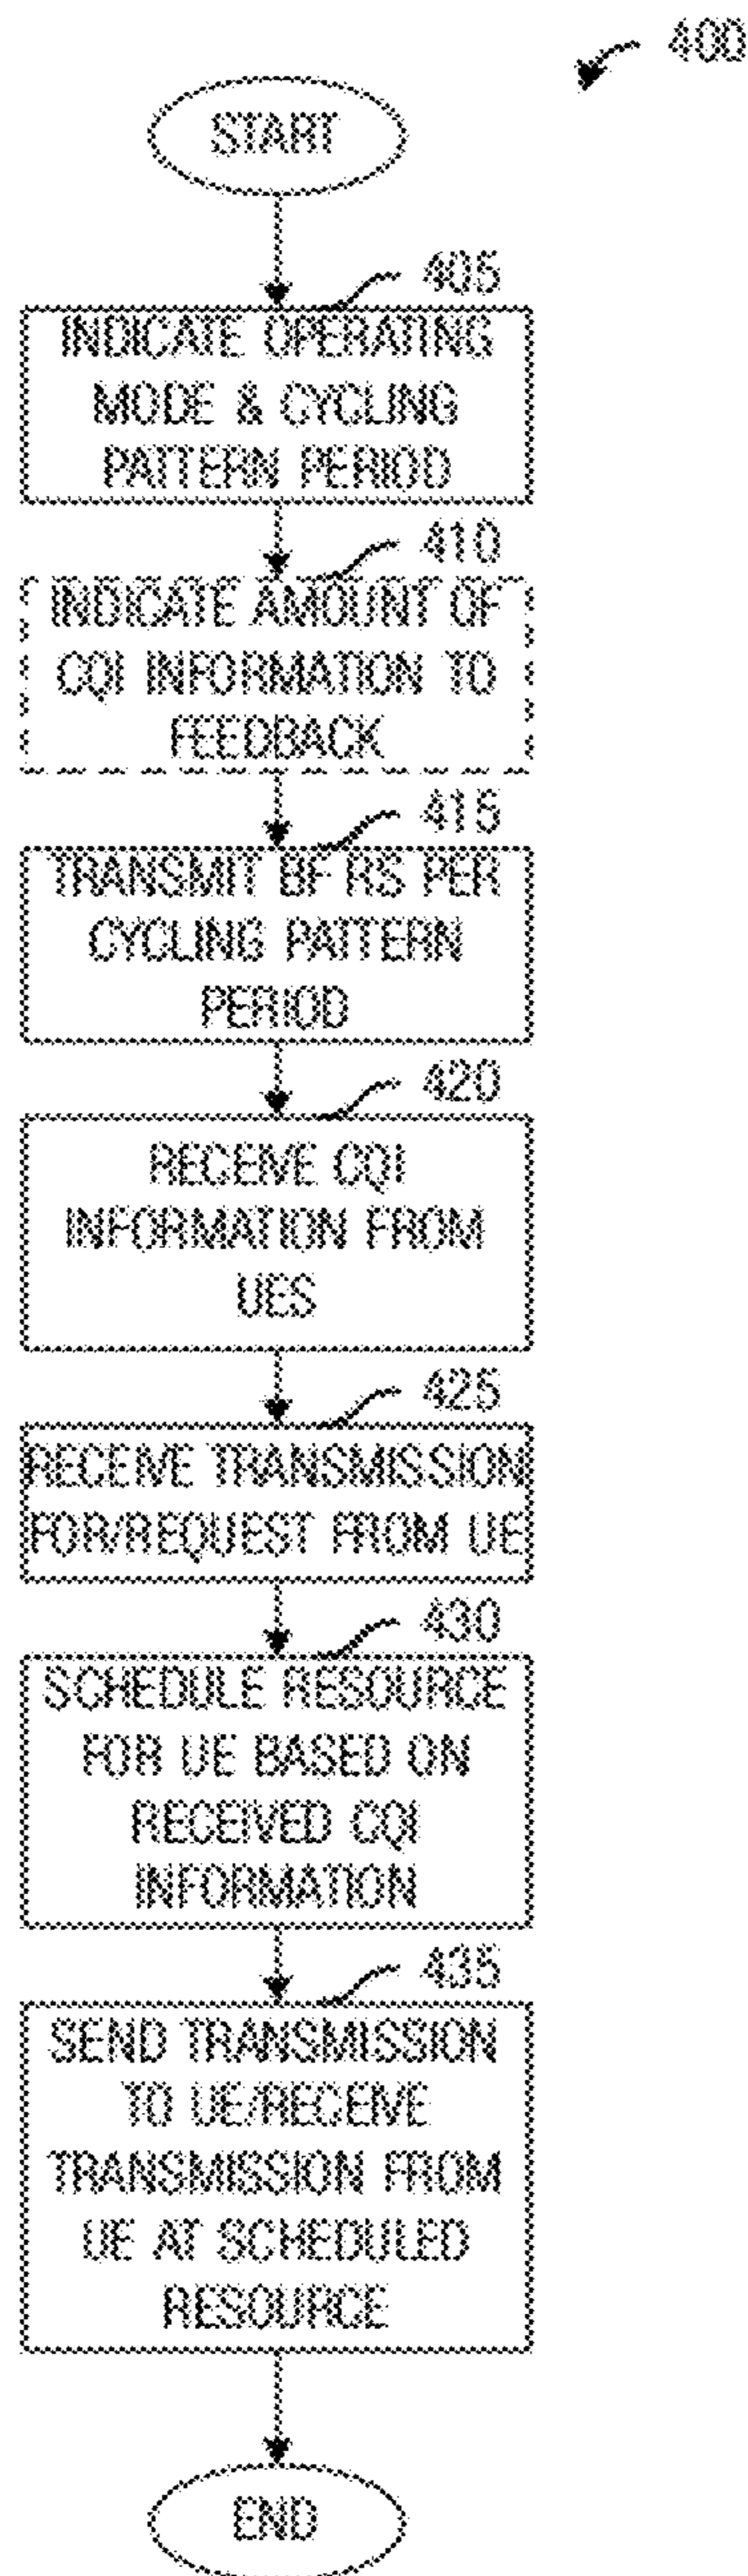 400
START
405
INDICATE OPERATING
MODE & CYCLING
PATTERN PERIOD
410
INDICATE AMOUNT OF
CQI INFORMATION TO
FEEDBACK
415
TRANSMIT BF RS PER
CYCLING PATTERN
PERIOD
420
RECEIVE CQI
INFORMATION FROM
UES
425
RECEIVE TRANSMISSION
FOR/REQUEST FROM UE
430
SCHEDULE RESOURCE
FOR UE BASED ON
RECEIVED CQI
INFORMATION
435
SEND TRANSMISSION
TO UE/RECEIVE
TRANSMISSION FROM
UE AT SCHEDULED
RESOURCE
END